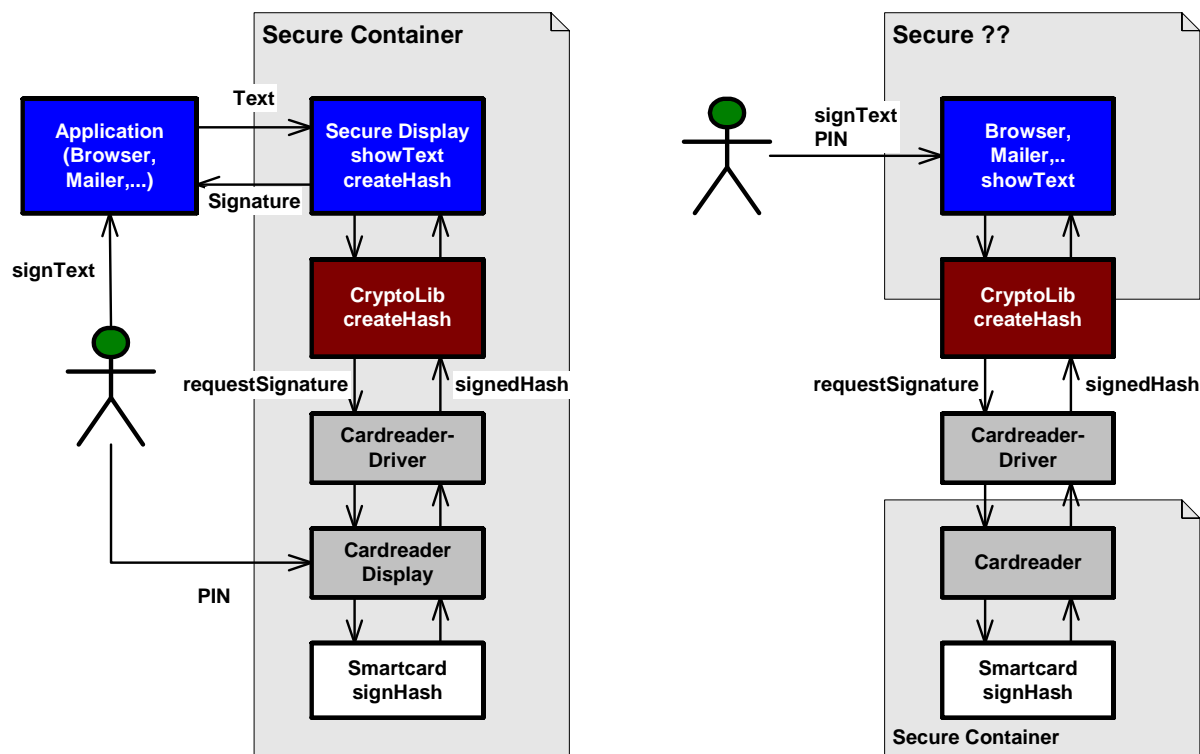 Secure Container
Text
Application
(Browser,
Mailer,...)
Secure Display
showText
createHash
Signature
signText
CryptoLib
createHash
requestSignature
signedHash
Cardreader-
Driver
Cardreader
Display
PIN
Smartcard
signHash
Secure ??
signText
PIN
Browser,
Mailer,..
showText
CryptoLib
createHash
requestSignature
signedHash
Cardreader-
Driver
Cardreader
Smartcard
signHash
Secure Container